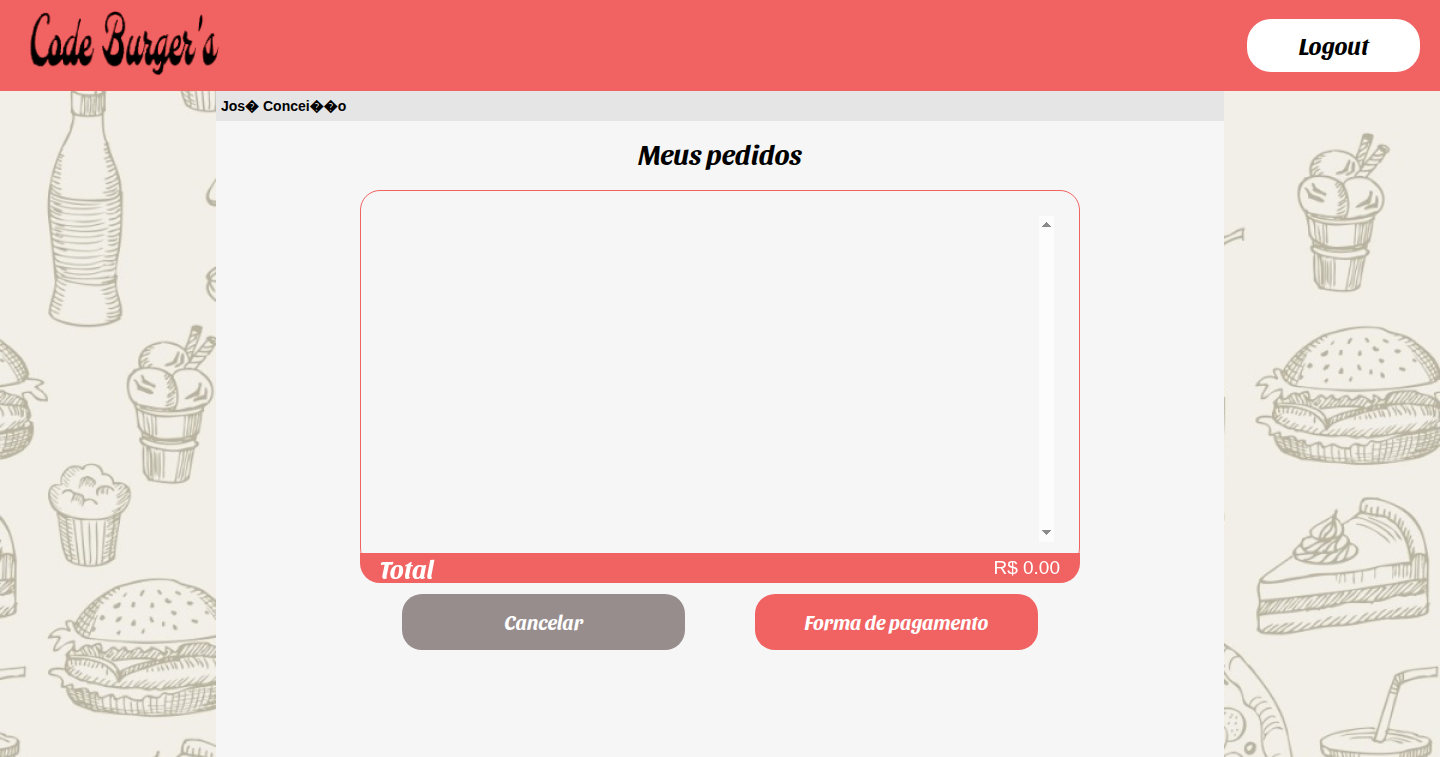 Code Burger's
Logout
Jos� Concei��o
Meus pedidos
Total
R$ 0.00
Cancelar
Forma de pagamento